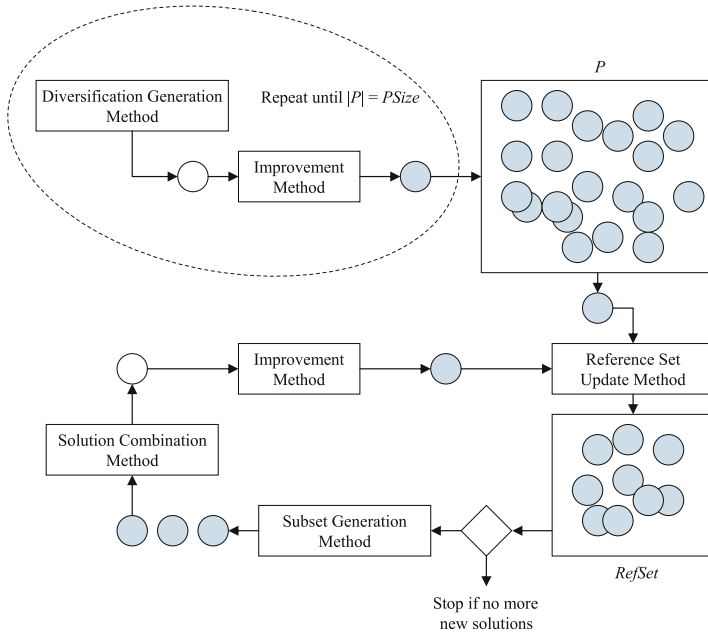 P
Diversification Generation
Method
Repeat until |P| = PSize
Improvement
Method
Improvement
Method
Reference Set
Update Method
Solution Combination
Method
Subset Generation
Method
RefSet
Stop if no more
new solutions